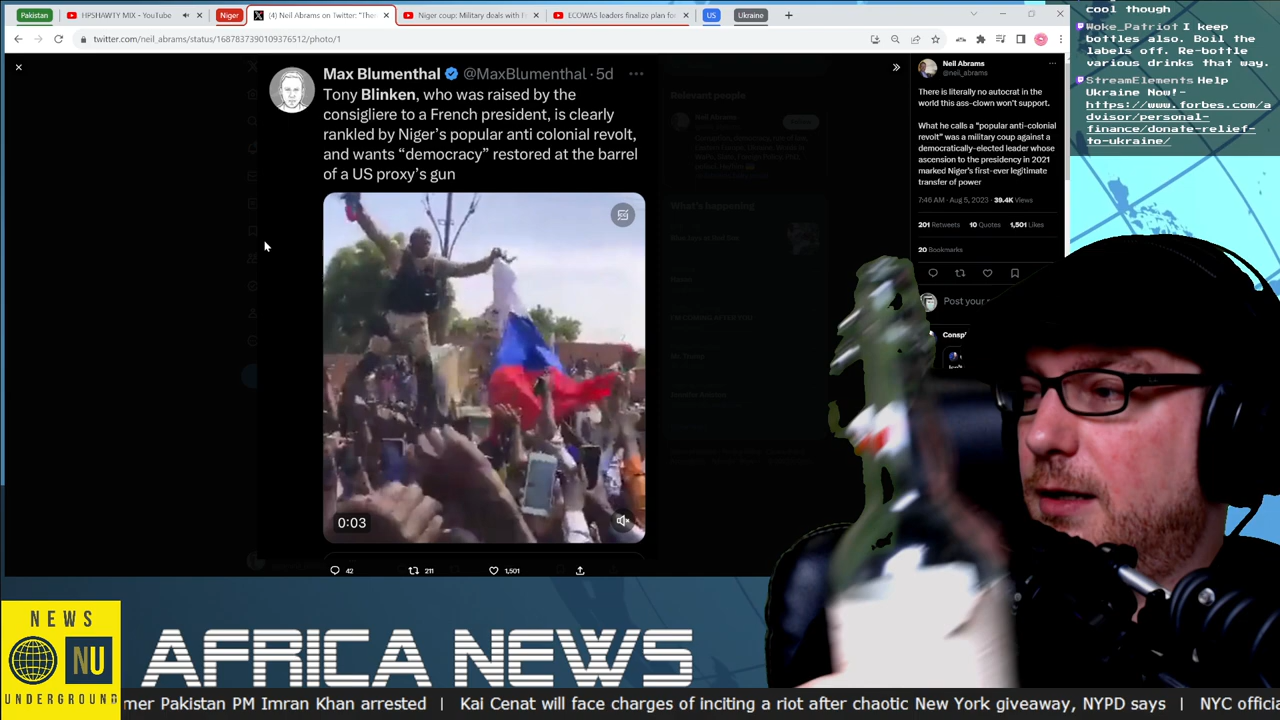 Pakistan
HPSHAWTY MIX - YouTube
Niger
(4) Neil Abrams on Twitter: "Ther
Niger coup: Military deals with F
ECOWAS leaders finalize plan for
US
Ukraine
twitter.com/neil_abrams/status/1687837390109376512/photo/1
Max Blumenthal @MaxBlumenthal · 5d
Tony Blinken, who was raised by the
consigliere to a French president, is clearly
rankled by Niger's popular anti colonial revolt,
and wants "democracy" restored at the barrel
of a US proxy's gun
0:03
42
211
1,501
Relevant people
Neil Abrams
What's happening
Neil Abrams
@neil_abrams
There is literally no autocrat in the
world this ass-clown won't support.
What he calls a "popular anti-colonial
revolt" was a military coup against a
democratically-elected leader whose
ascension to the presidency in 2021
marked Niger's first-ever legitimate
transfer of power
7:46 AM · Aug 5, 2023 · 39.4K Views
201 Retweets 10 Quotes 1,501 Likes
20 Bookmarks
Post your
Consp
cool though
Woke_Patriot I keep
bottles also. Boil the
labels off. Re-bottle
various drinks that way.
StreamElements Help
Ukraine Now!-
https://www.forbes.com/a
dvisor/personal-
finance/donate-relief-
to-ukraine/
NEWS
NU
UNDERGROUND
AFRICA NEWS
mer Pakistan PM Imran Khan arrested | Kai Cenat will face charges of inciting a riot after chaotic New York giveaway, NYPD says | NYC offici